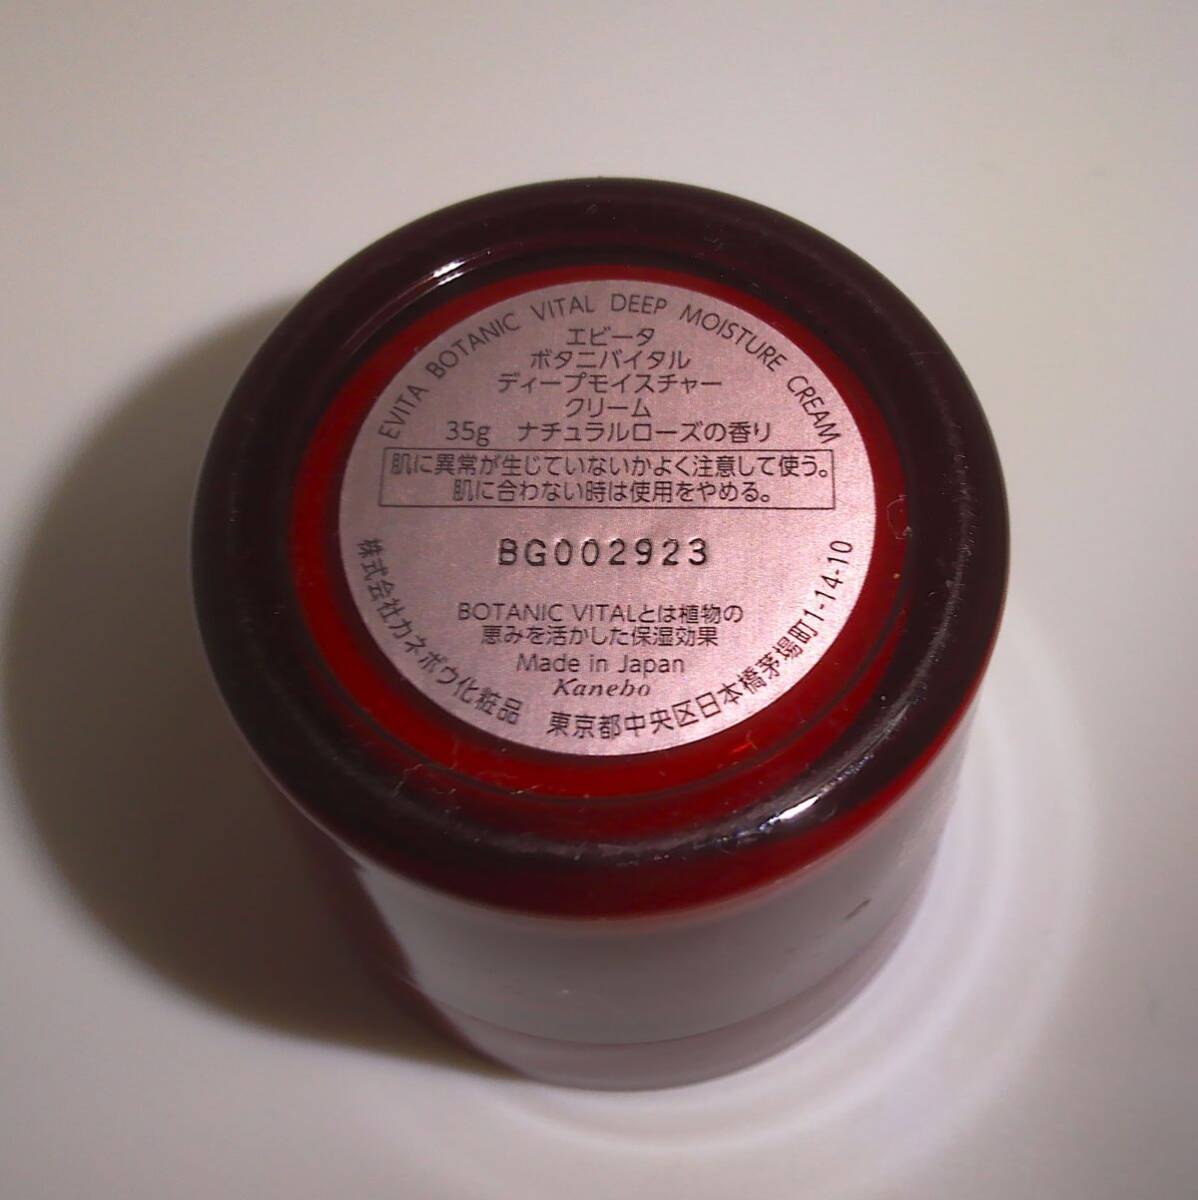 EVITA BOTANIC VITAL DEEP MOISTURE CREAM
エビータ
ボタニバイタル
ディープモイスチャー
クリーム
35g ナチュラルローズの香り
肌に異常が生じていないかよく注意して使う。
肌に合わない時は使用をやめる。
BG002923
BOTANIC VITALとは植物の
恵みを活かした保湿効果
Made in Japan
Kanebo
株式会社カネボウ化粧品 東京都中央区日本橋茅場町1-14-10